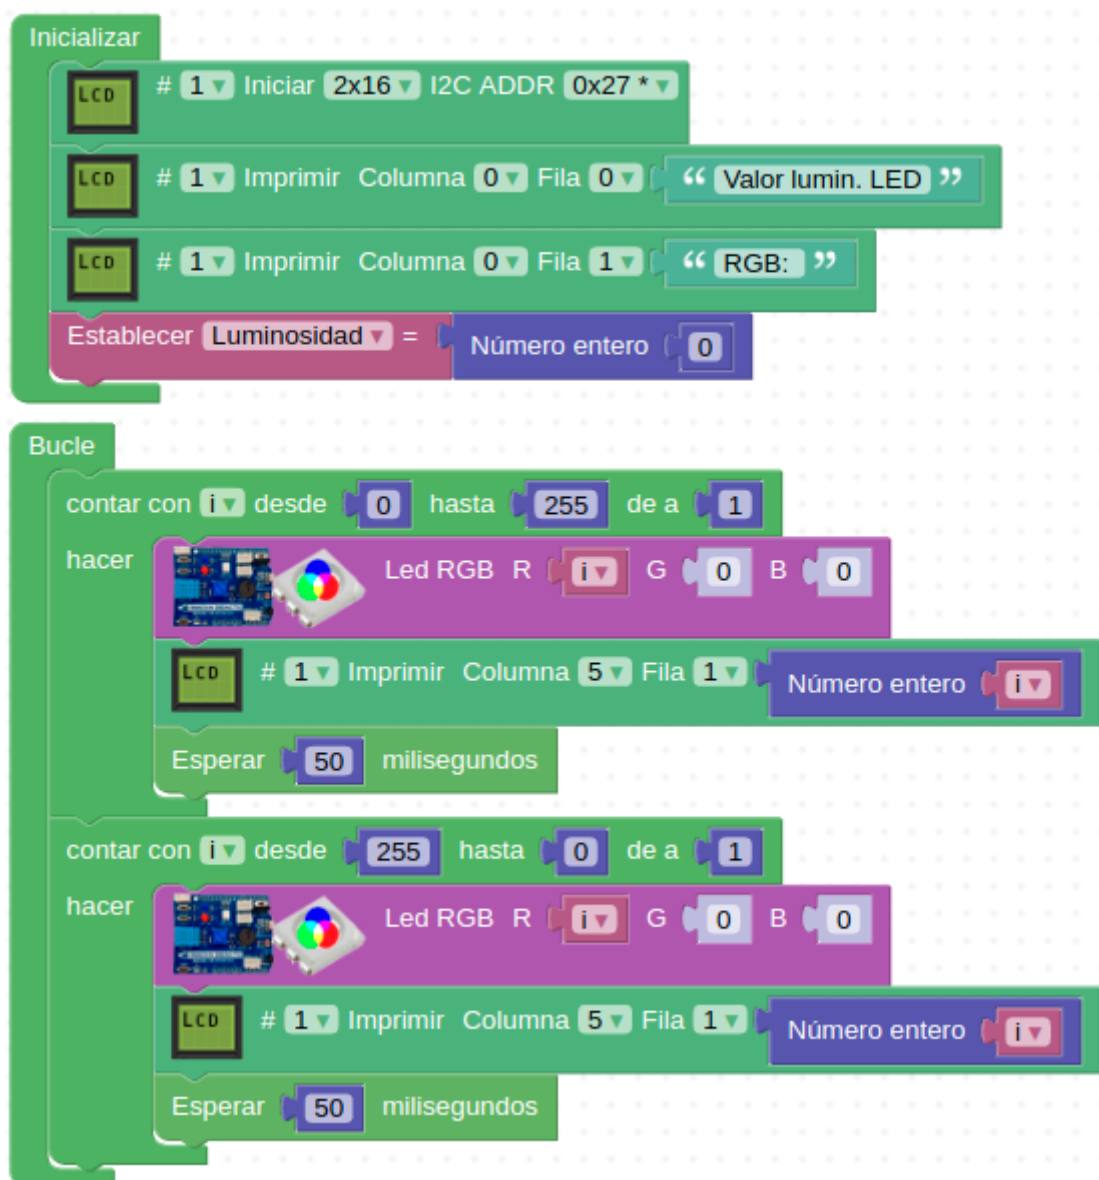 Inicializar
LCD # 1 Iniciar 2x16 I2C ADDR 0x27 *
LCD # 1 Imprimir Columna 0 Fila 0 “ Valor lumin. LED ”
LCD # 1 Imprimir Columna 0 Fila 1 “ RGB: ”
Establecer Luminosidad = Número entero 0
Bucle
contar con i desde 0 hasta 255 de a 1
hacer
Led RGB R i G 0 B 0
LCD # 1 Imprimir Columna 5 Fila 1 Número entero i
Esperar 50 milisegundos
contar con i desde 255 hasta 0 de a 1
hacer
Led RGB R i G 0 B 0
LCD # 1 Imprimir Columna 5 Fila 1 Número entero i
Esperar 50 milisegundos